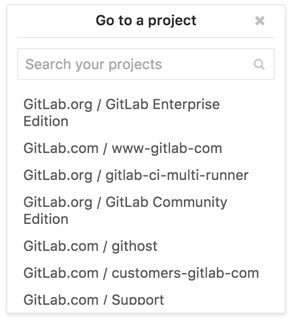 Go to a project
Search your projects
GitLab.org / GitLab Enterprise
Edition
GitLab.com / www-gitlab-com
GitLab.org / gitlab-ci-multi-runner
GitLab.org / GitLab Community
Edition
GitLab.com / githost
GitLab.com / customers-gitlab-com
GitLab.com / Support